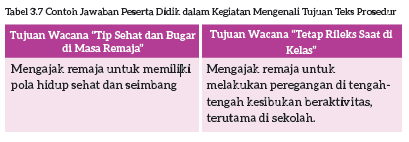 Tabel 3.7 Contoh Jawaban Peserta Didik dalam Kegiatan Mengenali Tujuan Teks Prosedur
Tujuan Wacana "Tip Sehat dan Bugar
di Masa Remaja"
Tujuan Wacana "Tetap Rileks Saat di
Kelas"
Mengajak remaja untuk memiliki
pola hidup sehat dan seimbang
Mengajak remaja untuk
melakukan peregangan di tengah-
tengah kesibukan beraktivitas,
terutama di sekolah.